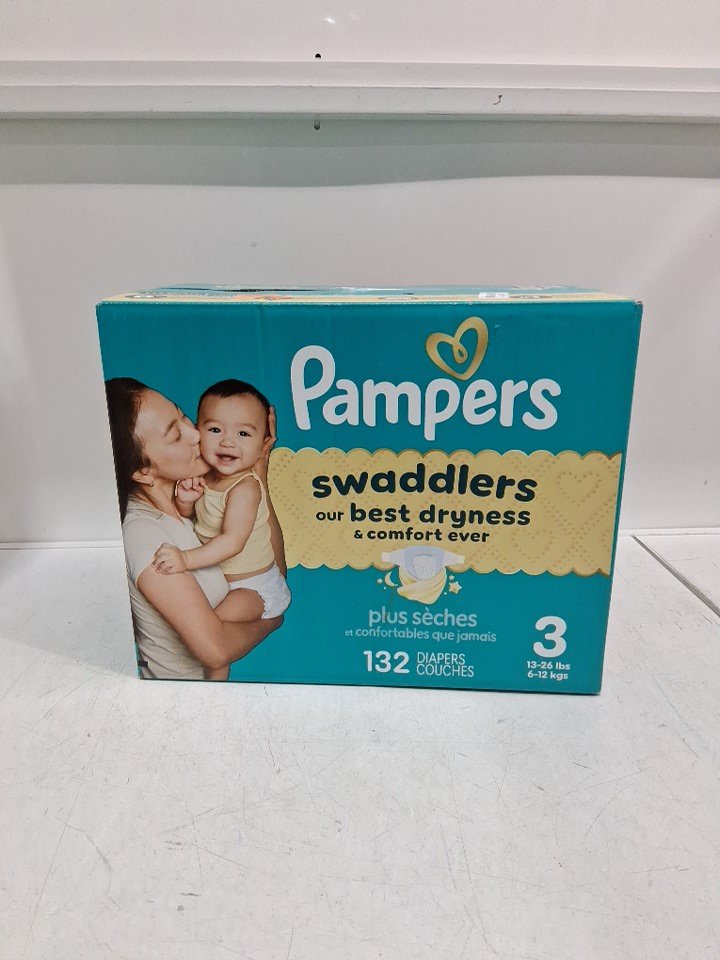 Pampers
swaddlers
our best dryness
& comfort ever
plus sèches
et confortables que jamais
132 DIAPERS
COUCHES
3
13-26 lbs
6-12 kgs